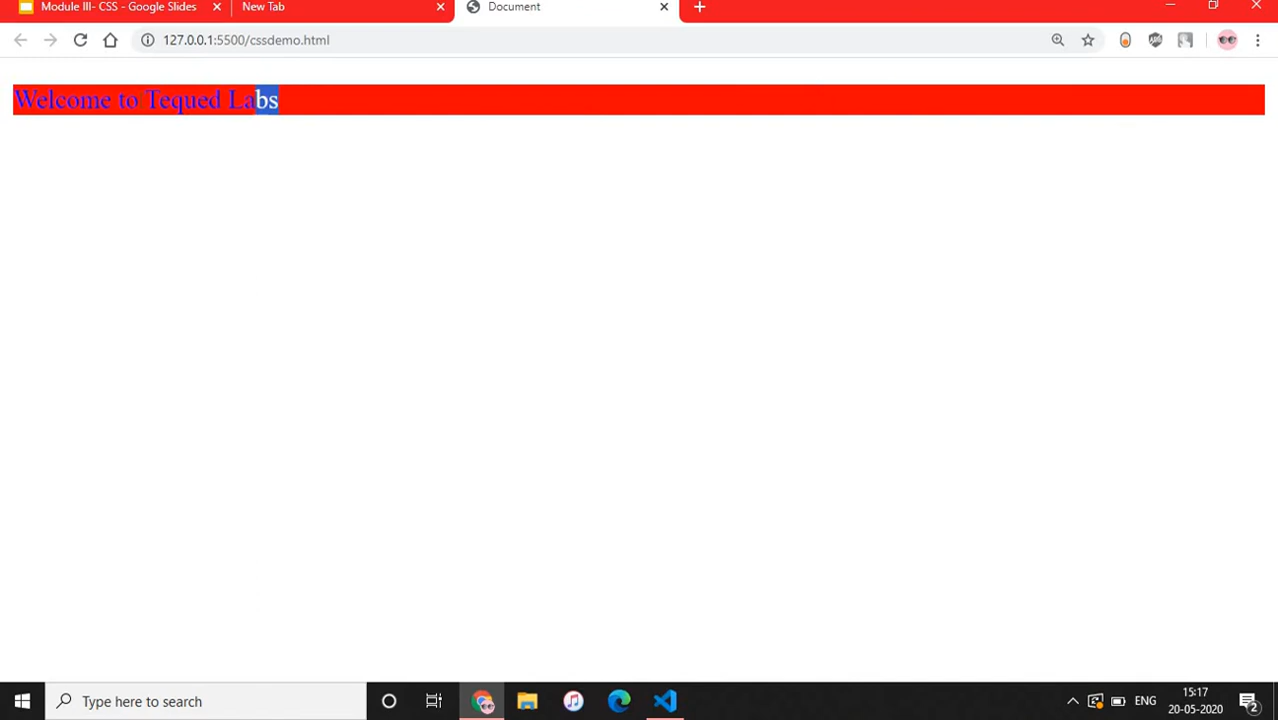 Module III- CSS - Google Slides
New Tab
Document
127.0.0.1:5500/cssdemo.html
Welcome to Tequed Labs
Type here to search
ENG
15:17
20-05-2020
2